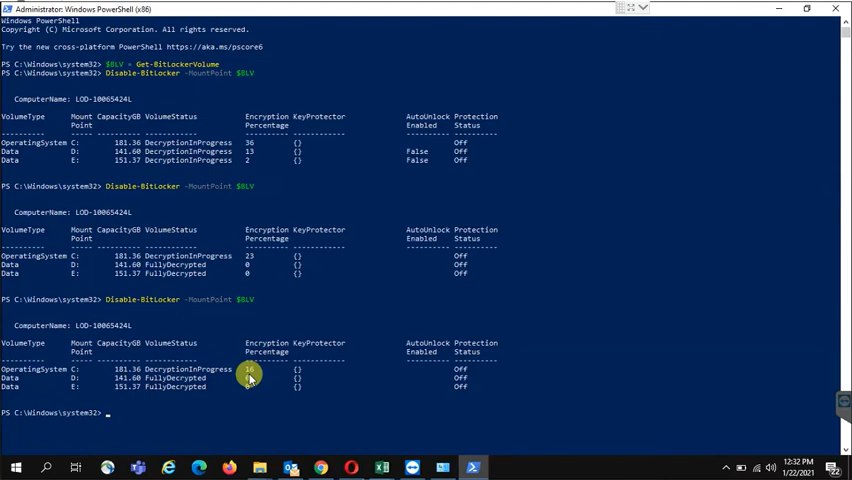 Administrator: Windows PowerShell (x86)
Windows PowerShell
Copyright (C) Microsoft Corporation. All rights reserved.
Try the new cross-platform PowerShell https://aka.ms/pscore6
PS C:\Windows\system32> $BLV = Get-BitLockerVolume
PS C:\Windows\system32> Disable-BitLocker -MountPoint $BLV
ComputerName: LOD-10065424L
VolumeType Mount CapacityGB VolumeStatus Encryption KeyProtector AutoUnlock Protection
Point Percentage Enabled Status
---------- ----- ---------- ------------ ---------- ------------ ---------- ----------
OperatingSystem C: 181.36 DecryptionInProgress 36 {} Off
Data D: 141.60 DecryptionInProgress 13 {} False Off
Data E: 151.37 DecryptionInProgress 2 {} False Off
PS C:\Windows\system32> Disable-BitLocker -MountPoint $BLV
ComputerName: LOD-10065424L
VolumeType Mount CapacityGB VolumeStatus Encryption KeyProtector AutoUnlock Protection
Point Percentage Enabled Status
---------- ----- ---------- ------------ ---------- ------------ ---------- ----------
OperatingSystem C: 181.36 DecryptionInProgress 23 {} Off
Data D: 141.60 FullyDecrypted 0 {} Off
Data E: 151.37 FullyDecrypted 0 {} Off
PS C:\Windows\system32> Disable-BitLocker -MountPoint $BLV
ComputerName: LOD-10065424L
VolumeType Mount CapacityGB VolumeStatus Encryption KeyProtector AutoUnlock Protection
Point Percentage Enabled Status
---------- ----- ---------- ------------ ---------- ------------ ---------- ----------
OperatingSystem C: 181.36 DecryptionInProgress 16 {} Off
Data D: 141.60 FullyDecrypted {} Off
Data E: 151.37 FullyDecrypted 0 {} Off
PS C:\Windows\system32> _
12:32 PM
1/22/2021
22